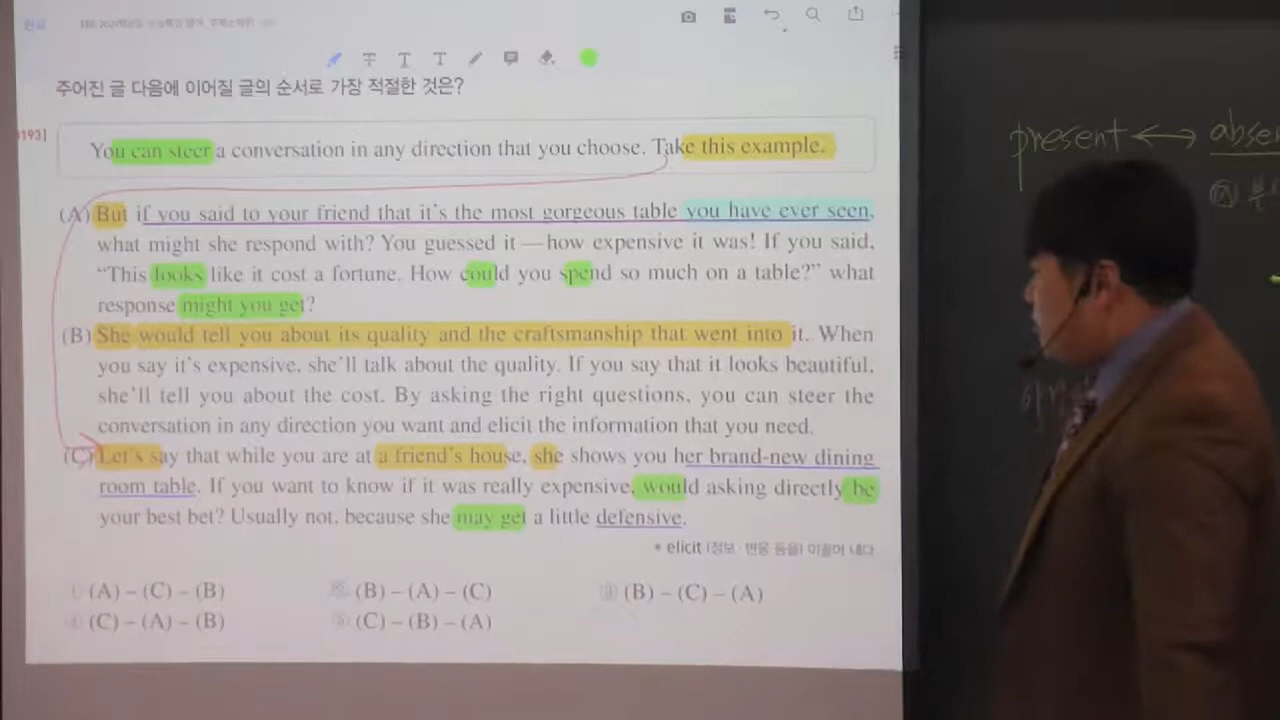 완료
주어진 글 다음에 이어질 글의 순서로 가장 적절한 것은?
193]
You can steer a conversation in any direction that you choose. Take this example.
(A) But if you said to your friend that it's the most gorgeous table you have ever seen,
what might she respond with? You guessed it — how expensive it was! If you said,
“This looks like it cost a fortune. How could you spend so much on a table?” what
response might you get?
(B) She would tell you about its quality and the craftsmanship that went into it. When
you say it's expensive, she'll talk about the quality. If you say that it looks beautiful,
she'll tell you about the cost. By asking the right questions, you can steer the
conversation in any direction you want and elicit the information that you need.
(C) Let's say that while you are at a friend's house, she shows you her brand-new dining
room table. If you want to know if it was really expensive, would asking directly be
your best bet? Usually not, because she may get a little defensive.
* elicit (정보·반응 등을) 이끌어 내다
① (A) – (C) – (B)
② (B) – (A) – (C)
③ (B) – (C) – (A)
④ (C) – (A) – (B)
⑤ (C) – (B) – (A)
present ↔